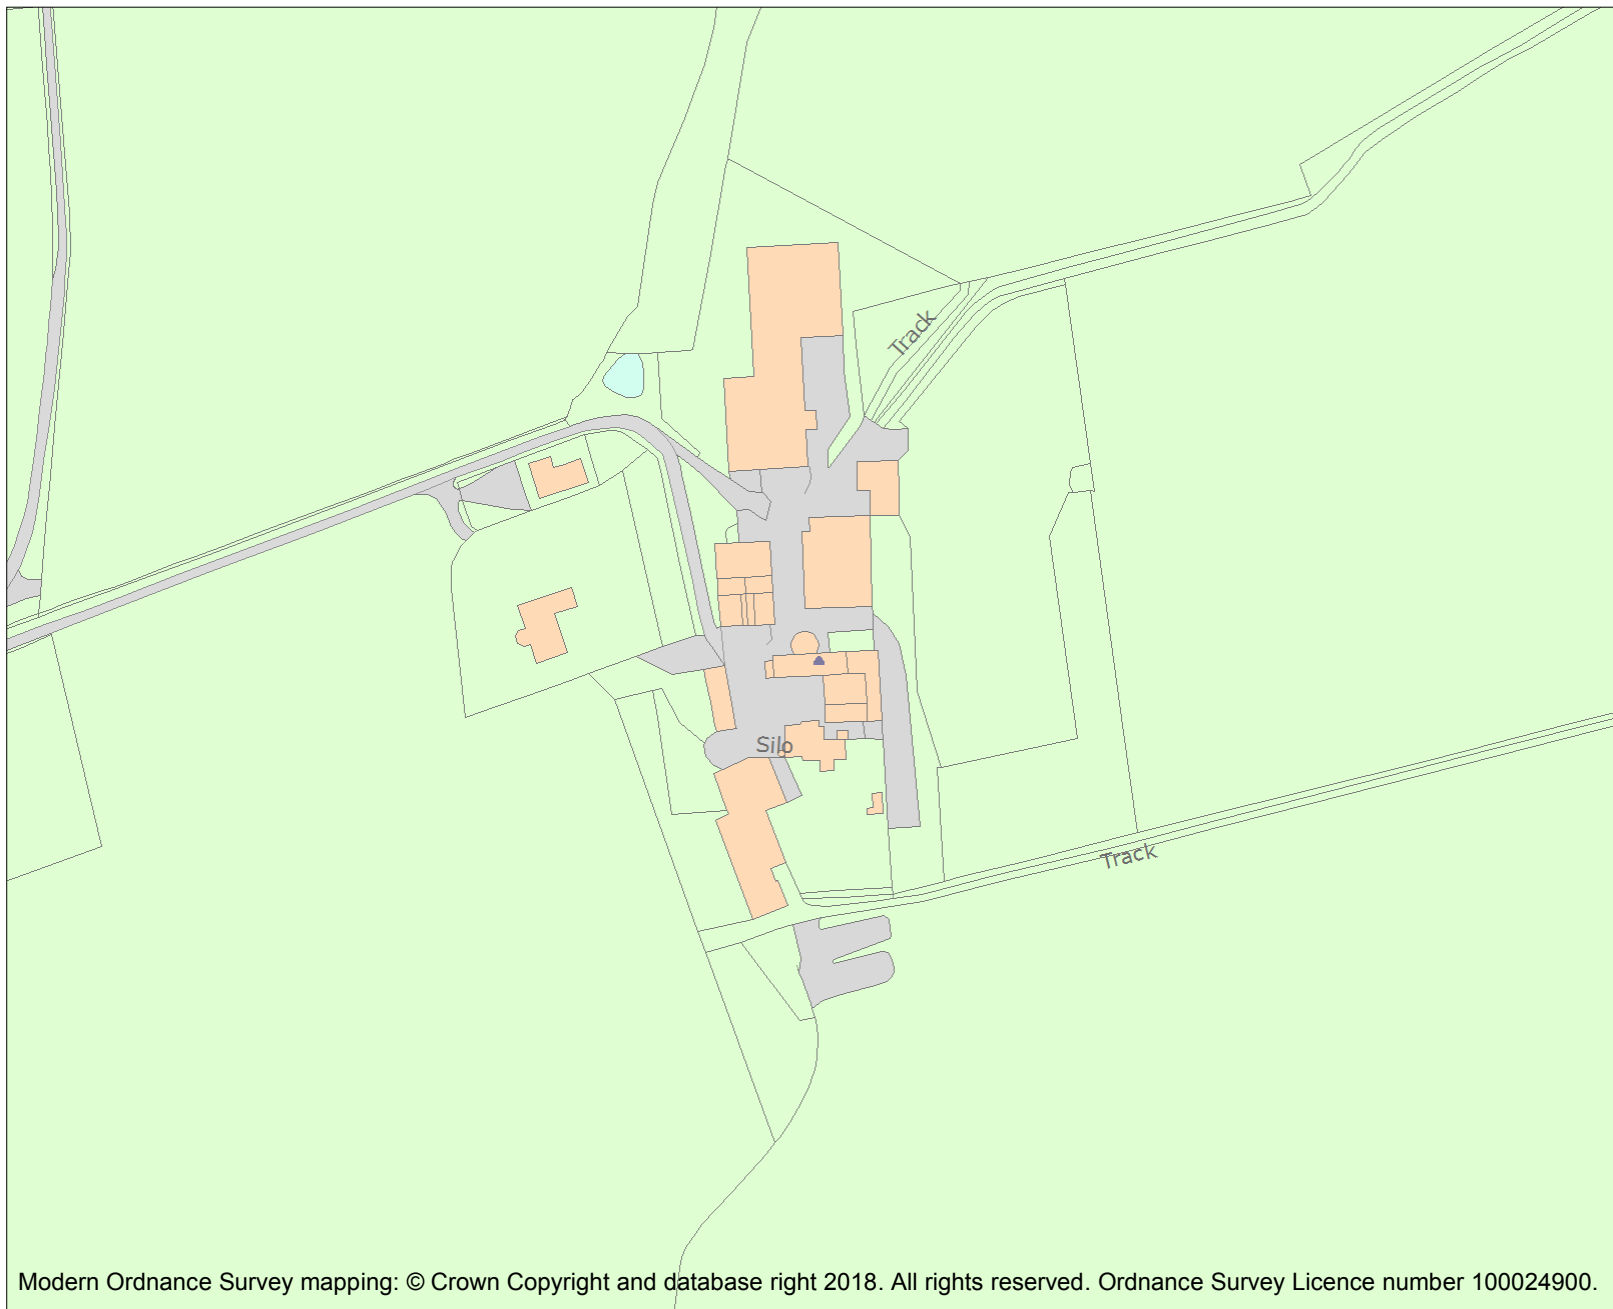 Track
Silo
Track
Modern Ordnance Survey mapping: © Crown Copyright and database right 2018. All rights reserved. Ordnance Survey Licence number 100024900.